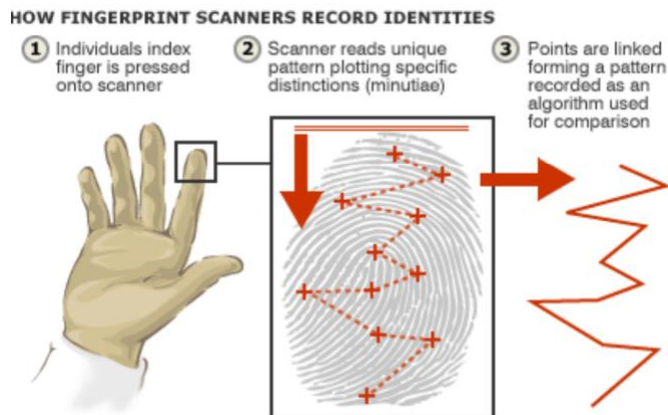 HOW FINGERPRINT SCANNERS RECORD IDENTITIES
1 Individuals index
finger is pressed
onto scanner
2 Scanner reads unique
pattern plotting specific
distinctions (minutiae)
3 Points are linked
forming a pattern
recorded as an
algorithm used
for comparison